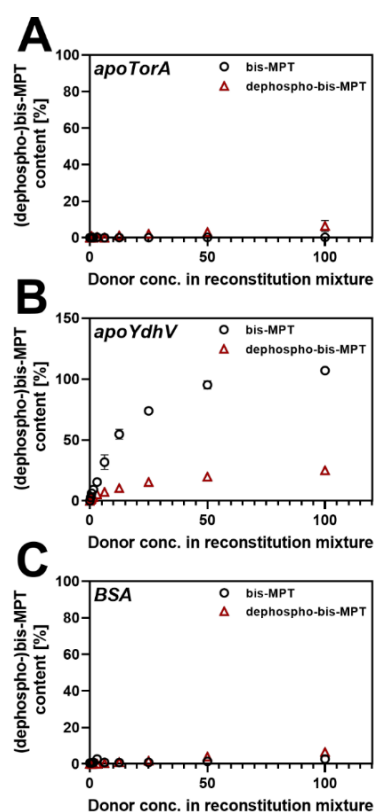 A
apoTorA
bis-MPT
dephospho-bis-MPT
(dephospho-)bis-MPT
content [%]
100
80
60
40
20
0
0
50
100
Donor conc. in reconstitution mixture
B
apoYdhV
bis-MPT
dephospho-bis-MPT
(dephospho-)bis-MPT
content [%]
150
100
50
0
0
50
100
Donor conc. in reconstitution mixture
C
BSA
bis-MPT
dephospho-bis-MPT
(dephospho-)bis-MPT
content [%]
100
80
60
40
20
0
0
50
100
Donor conc. in reconstitution mixture